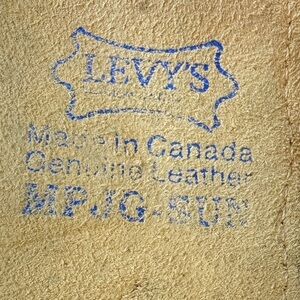 LEVY'S
Made in Canada
Genuine Leather
MPJG-SUN